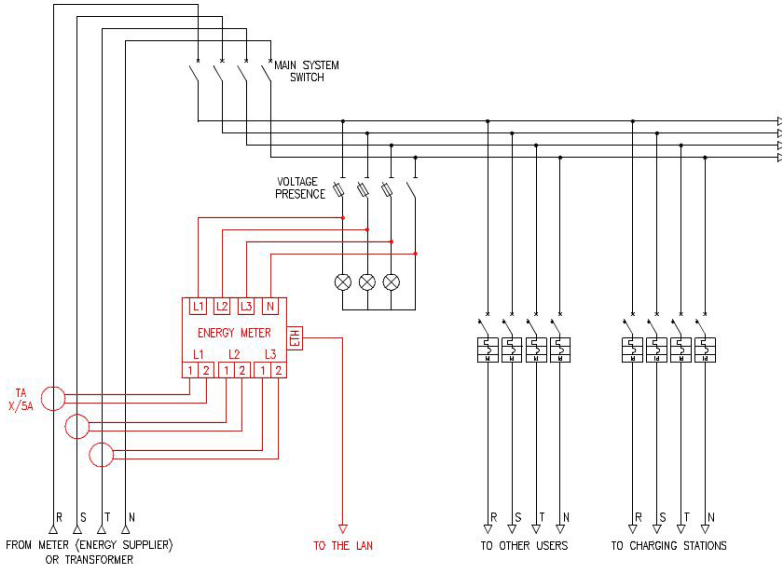 MAIN SYSTEM
SWITCH
VOLTAGE
PRESENCE
L1 L2 L3 N
ENERGY METER
ETH
L1 L2 L3
1 2 1 2 1 2
TA
X/5A
R S T N
R S T N
R S T N
FROM METER (ENERGY SUPPLIER)
OR TRANSFORMER
TO THE LAN
TO OTHER USERS
TO CHARGING STATIONS